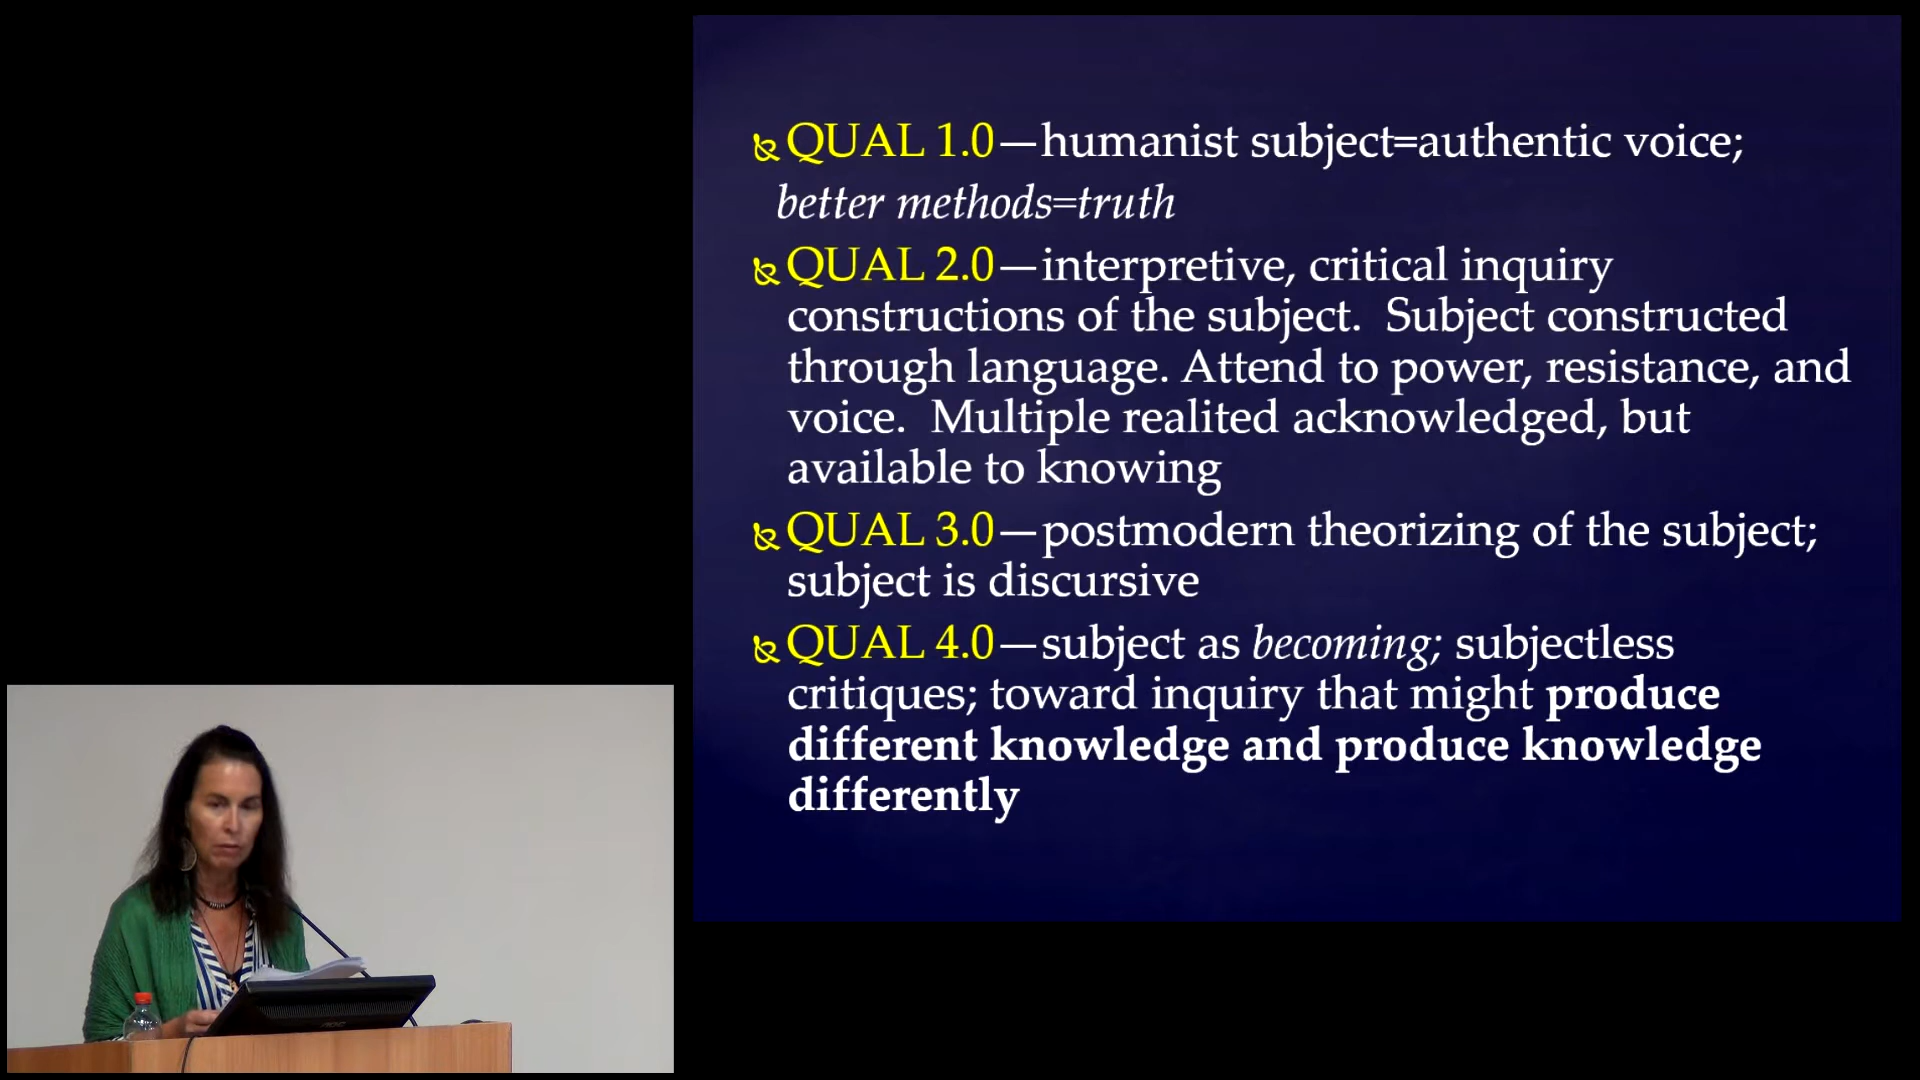 QUAL 1.0—humanist subject=authentic voice;
better methods=truth
QUAL 2.0—interpretive, critical inquiry
constructions of the subject. Subject constructed
through language. Attend to power, resistance, and
voice. Multiple realited acknowledged, but
available to knowing
QUAL 3.0—postmodern theorizing of the subject;
subject is discursive
QUAL 4.0—subject as becoming; subjectless
critiques; toward inquiry that might produce
different knowledge and produce knowledge
differently